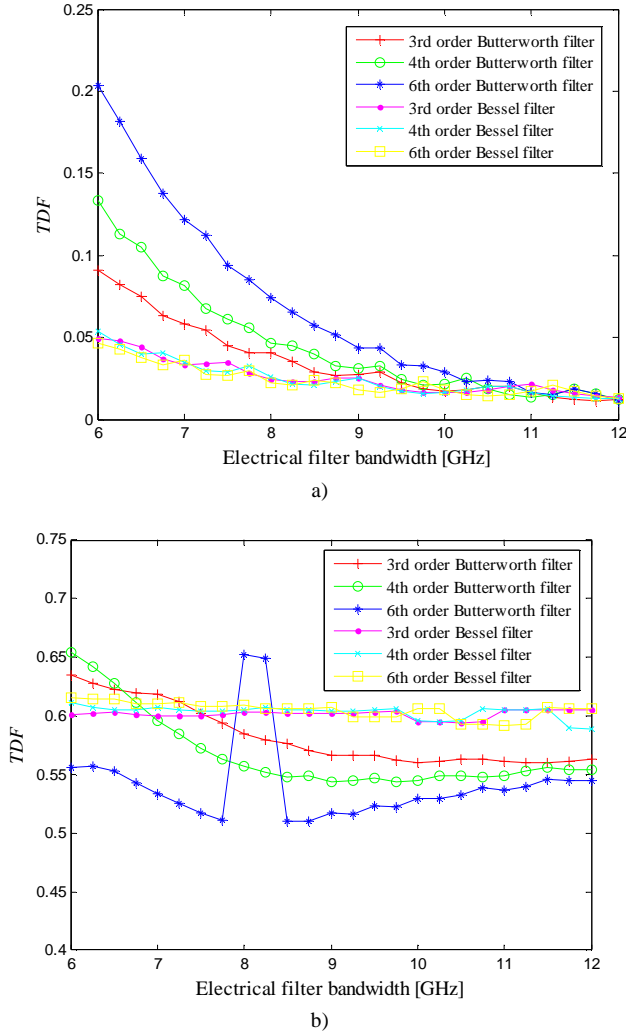 0.25
0.2
0.15
0.1
0.05
0
TDF
3rd order Butterworth filter
4th order Butterworth filter
6th order Butterworth filter
3rd order Bessel filter
4th order Bessel filter
6th order Bessel filter
6 7 8 9 10 11 12
Electrical filter bandwidth [GHz]
a)
0.75
0.7
0.65
0.6
0.55
0.5
0.45
0.4
TDF
3rd order Butterworth filter
4th order Butterworth filter
6th order Butterworth filter
3rd order Bessel filter
4th order Bessel filter
6th order Bessel filter
6 7 8 9 10 11 12
Electrical filter bandwidth [GHz]
b)